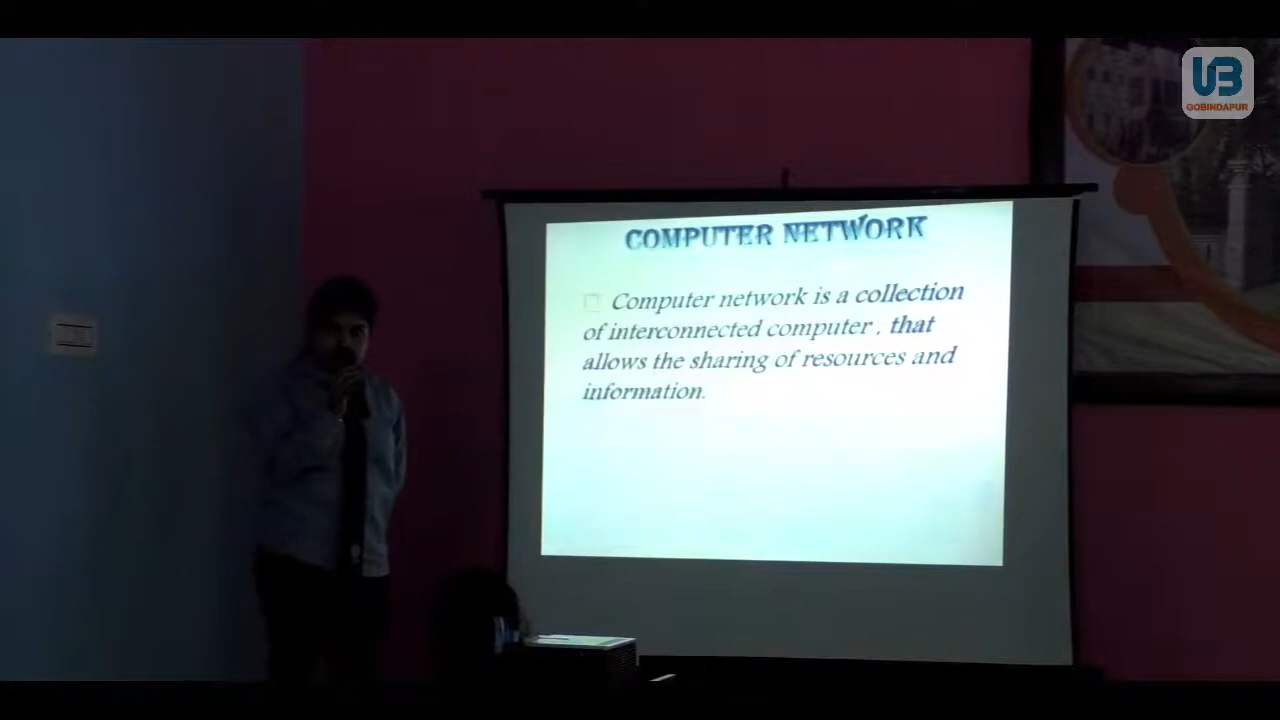 UB
GOBINDAPUR
COMPUTER NETWORK
Computer network is a collection
of interconnected computer , that
allows the sharing of resources and
information.